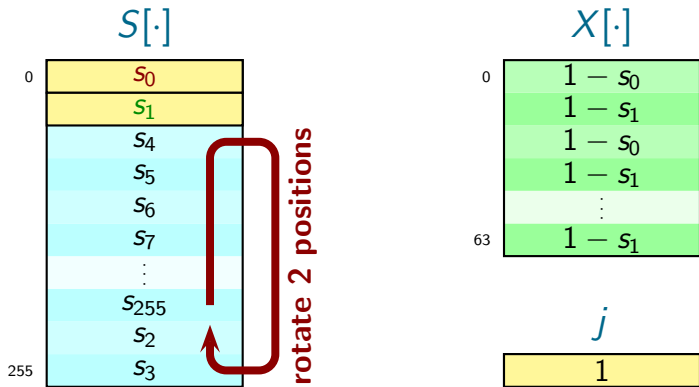 S[·]
0
s₀
s₁
s₄
s₅
s₆
s₇
⋮
s₂₅₅
s₂
255
s₃
rotate 2 positions
X[·]
0
1 − s₀
1 − s₁
1 − s₀
1 − s₁
⋮
63
1 − s₁
j
1